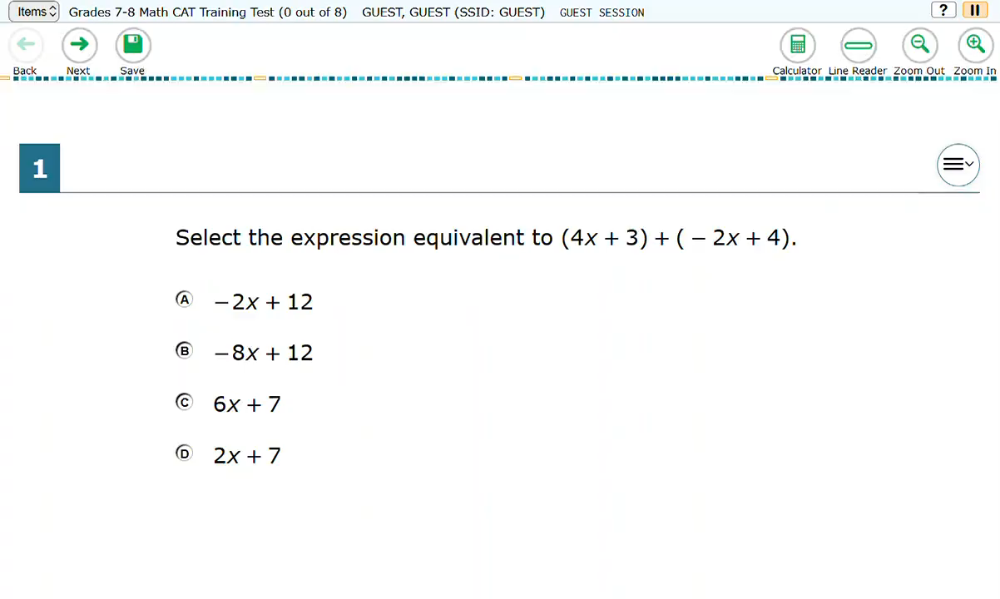 Items Grades 7-8 Math CAT Training Test (0 out of 8) GUEST, GUEST (SSID: GUEST) GUEST SESSION ?
Back Next Save Calculator Line Reader Zoom Out Zoom In
1
Select the expression equivalent to (4x + 3) + ( − 2x + 4).
A −2x + 12
B −8x + 12
C 6x + 7
D 2x + 7